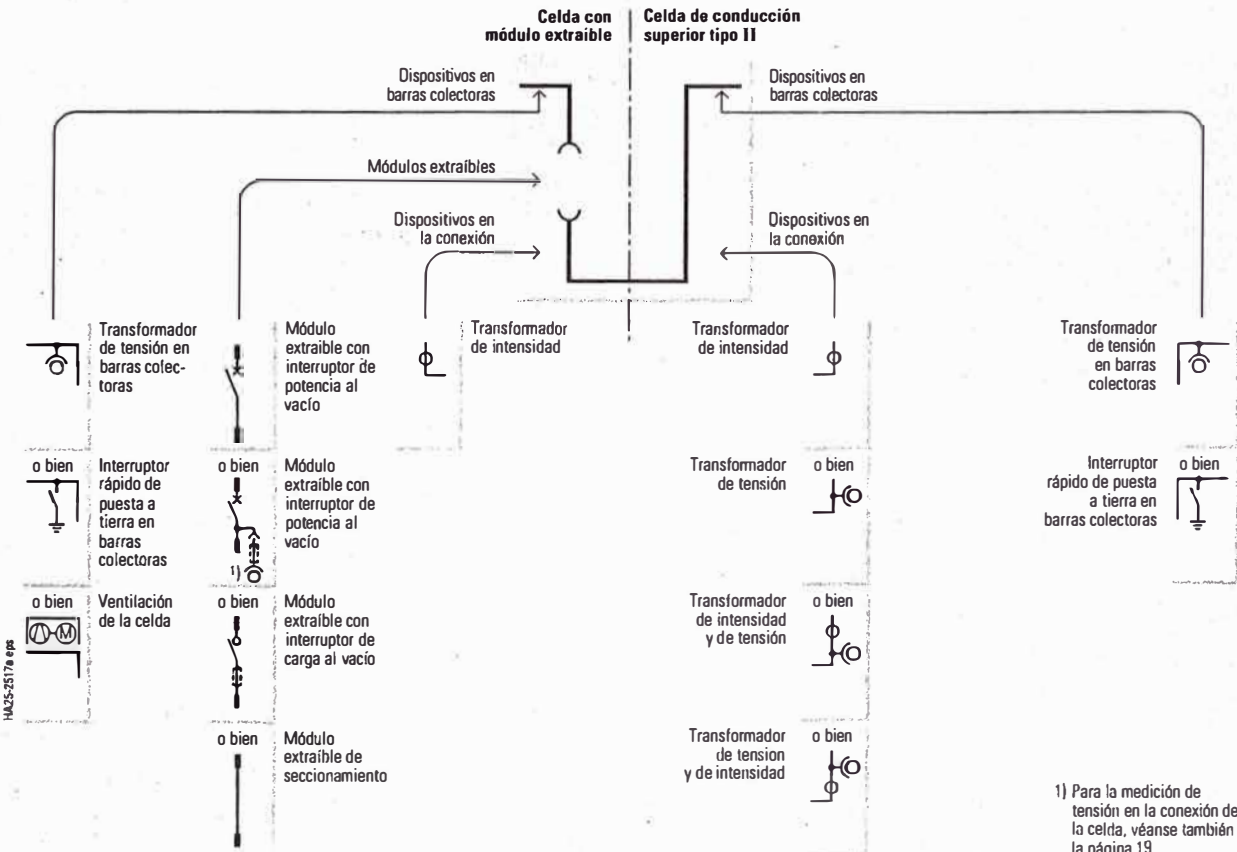 Celda con
módulo extraíble
Celda de conducción
superior tipo II
Dispositivos en
barras colectoras
Dispositivos en
barras colectoras
Módulos extraíbles
Dispositivos en
la conexión
Dispositivos en
la conexión
Transformador
de tensión en
barras colec-
toras
Módulo
extraible con
interruptor de
potencia al
vacío
Transformador
de intensidad
Transformador
de intensidad
Transformador
de tensión
en barras
colectoras
o bien
Interruptor
rápido de
puesta a
tierra en
barras
colectoras
o bien
1)
Módulo
extraíble con
interruptor de
potencia al
vacío
Transformador
de tensión
o bien
Interruptor
rápido de puesta
a tierra en
barras colectoras
o bien
o bien
M
Ventilación
de la celda
o bien
Módulo
extraíble con
interruptor de
carga al vacío
Transformador
de intensidad
y de tensión
o bien
o bien
Módulo
extraíble de
seccionamiento
Transformador
de tension
y de intensidad
o bien
HA25-2517a eps
1) Para la medición de
tensión en la conexión de
la celda, véanse también
la página 19